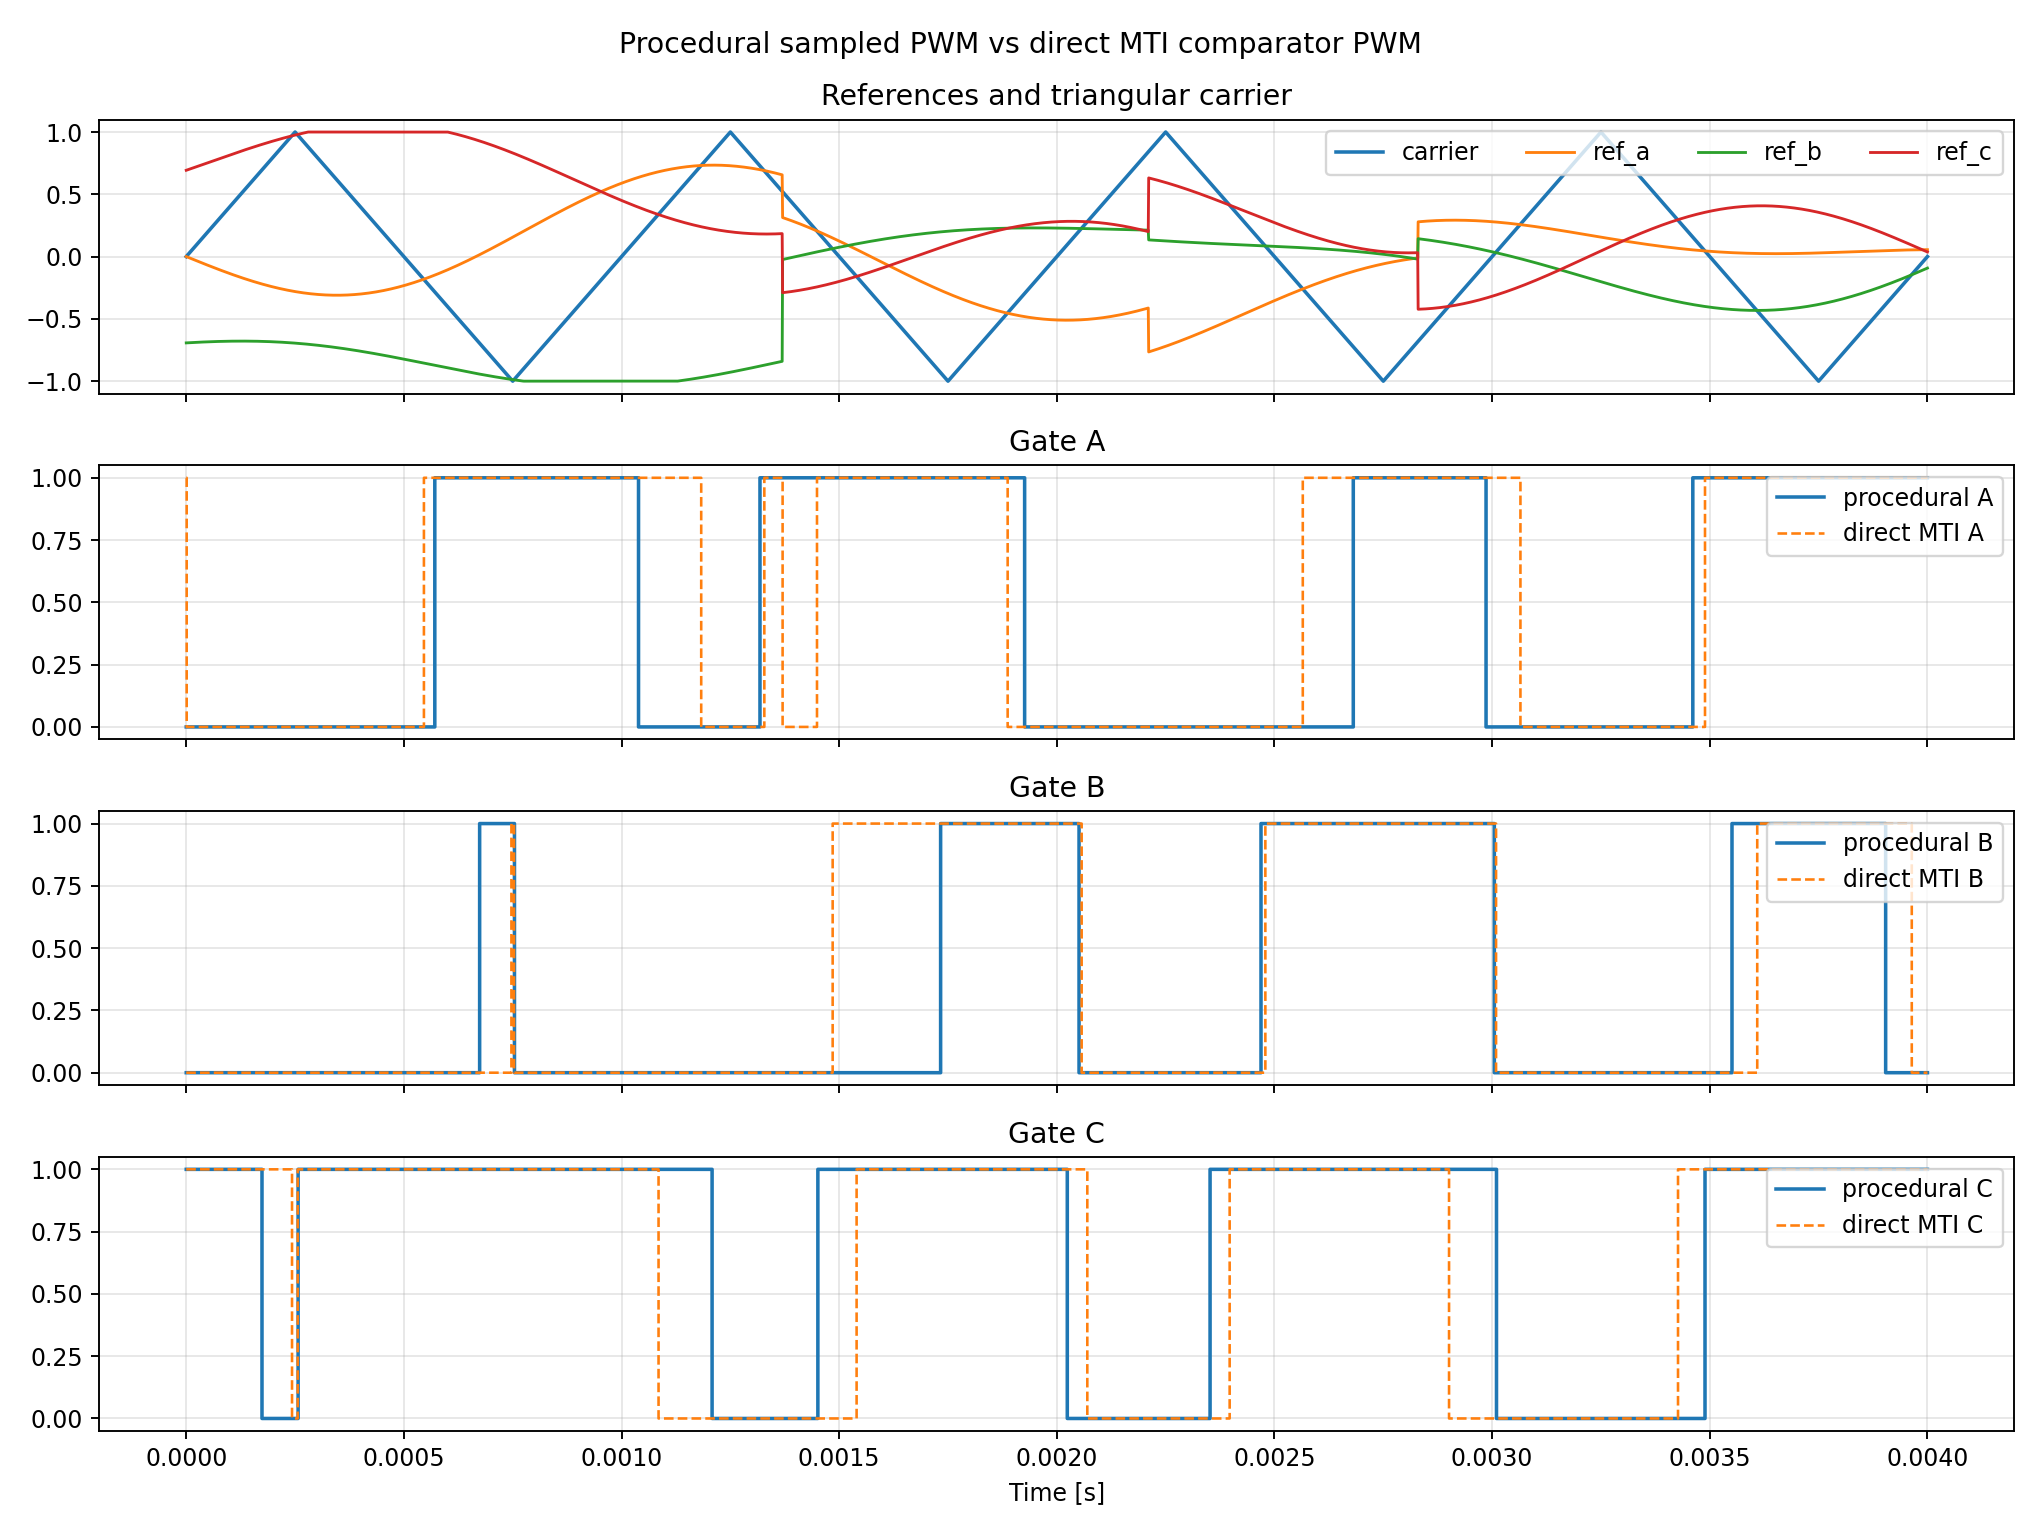 Procedural sampled PWM vs direct MTI comparator PWM
References and triangular carrier
carrier ref_a ref_b ref_c
1.0
0.5
0.0
−0.5
−1.0
Gate A
1.00
0.75
0.50
0.25
0.00
procedural A
direct MTI A
Gate B
1.00
0.75
0.50
0.25
0.00
procedural B
direct MTI B
Gate C
1.00
0.75
0.50
0.25
0.00
procedural C
direct MTI C
0.0000 0.0005 0.0010 0.0015 0.0020 0.0025 0.0030 0.0035 0.0040
Time [s]